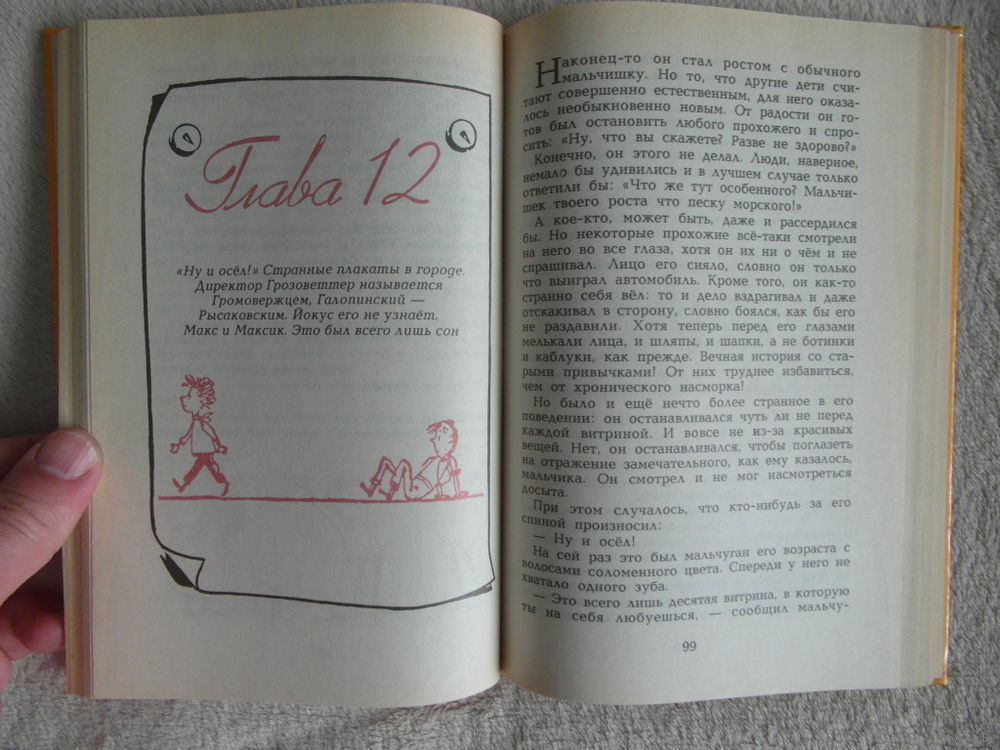 Глава 12
«Ну и осёл!» Странные плакаты в городе.
Директор Грозоветтер называется
Громовержцем, Галопинский —
Рысаковским. Йокус его не узнаёт.
Макс и Максик. Это был всего лишь сон
Наконец-то он стал ростом с обычного
мальчишку. Но то, что другие дети счи-
тают совершенно естественным, для него оказа-
лось необыкновенно новым. От радости он го-
тов был остановить любого прохожего и спро-
сить: «Ну, что вы скажете? Разве не здорово?»
Конечно, он этого не делал. Люди, наверное,
немало бы удивились и в лучшем случае только
ответили бы: «Что же тут особенного? Мальчи-
шек твоего роста что песку морского!»
А кое-кто, может быть, даже и рассердился
бы. Но некоторые прохожие всё-таки смотрели
на него во все глаза, хотя он их ни о чём и не
спрашивал. Лицо его сияло, словно он только
что выиграл автомобиль. Кроме того, он как-то
странно себя вёл: то и дело вздрагивал и даже
отскакивал в сторону, словно боялся, как бы его
не раздавили. Хотя теперь перед его глазами
мелькали лица, и шляпы, и шапки, а не ботинки
и каблуки, как прежде. Вечная история со ста-
рыми привычками! От них труднее избавиться,
чем от хронического насморка!
Но было и ещё нечто более странное в его
поведении: он останавливался чуть ли не перед
каждой витриной. И вовсе не из-за красивых
вещей. Нет, он останавливался, чтобы поглазеть
на отражение замечательного, как ему казалось,
мальчика. Он смотрел и не мог насмотреться
досыта.
При этом случалось, что кто-нибудь за его
спиной произносил:
— Ну и осёл!
На сей раз это был мальчуган его возраста с
волосами соломенного цвета. Спереди у него не
хватало одного зуба.
— Это всего лишь десятая витрина, в которую
ты на себя любуешься, — сообщил мальчу-
99